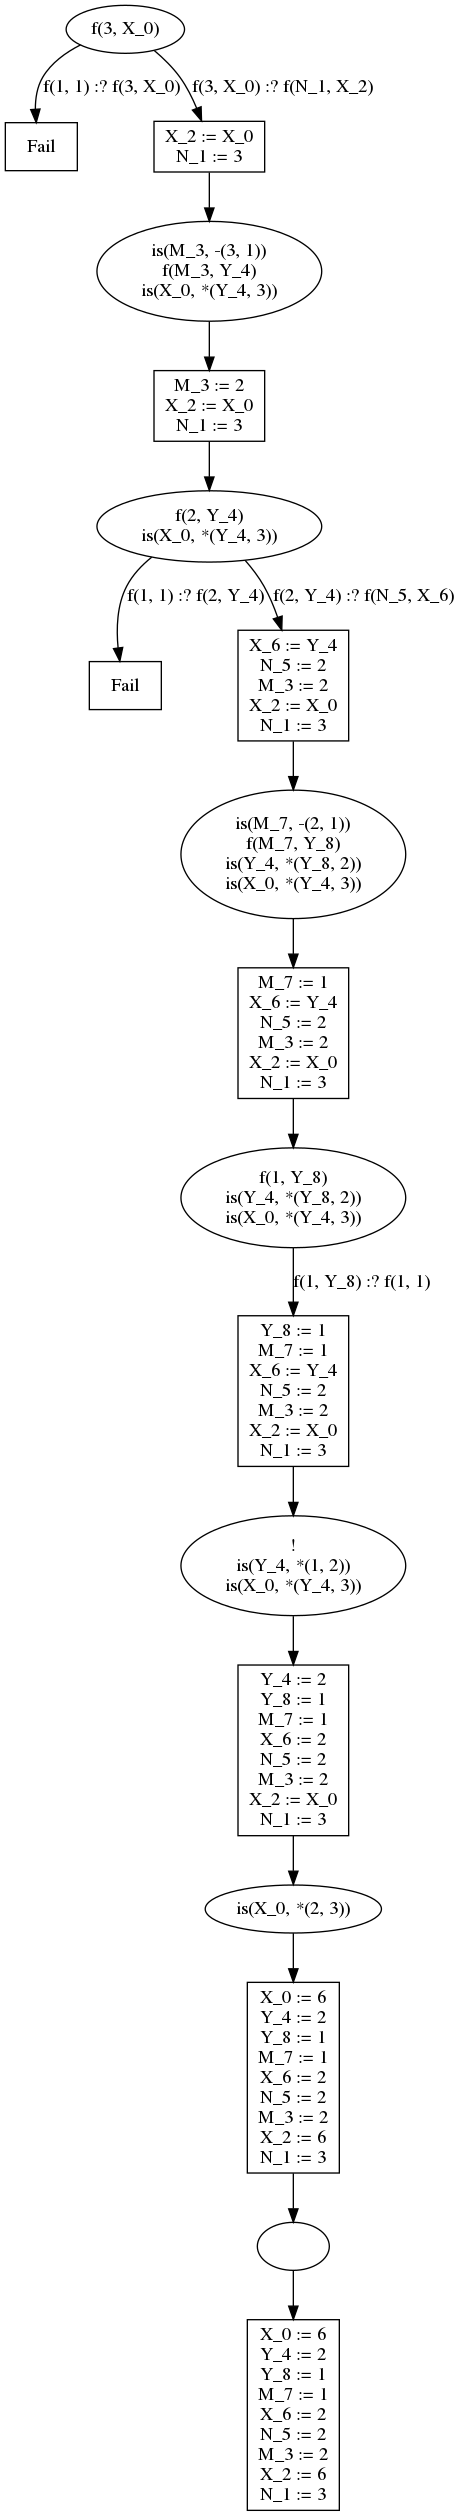 f(3, X_0)
f(1, 1) :? f(3, X_0)
f(3, X_0) :? f(N_1, X_2)
Fail
X_2 := X_0
N_1 := 3
is(M_3, -(3, 1))
f(M_3, Y_4)
is(X_0, *(Y_4, 3))
M_3 := 2
X_2 := X_0
N_1 := 3
f(2, Y_4)
is(X_0, *(Y_4, 3))
f(1, 1) :? f(2, Y_4)
f(2, Y_4) :? f(N_5, X_6)
Fail
X_6 := Y_4
N_5 := 2
M_3 := 2
X_2 := X_0
N_1 := 3
is(M_7, -(2, 1))
f(M_7, Y_8)
is(Y_4, *(Y_8, 2))
is(X_0, *(Y_4, 3))
M_7 := 1
X_6 := Y_4
N_5 := 2
M_3 := 2
X_2 := X_0
N_1 := 3
f(1, Y_8)
is(Y_4, *(Y_8, 2))
is(X_0, *(Y_4, 3))
f(1, Y_8) :? f(1, 1)
Y_8 := 1
M_7 := 1
X_6 := Y_4
N_5 := 2
M_3 := 2
X_2 := X_0
N_1 := 3
!
is(Y_4, *(1, 2))
is(X_0, *(Y_4, 3))
Y_4 := 2
Y_8 := 1
M_7 := 1
X_6 := 2
N_5 := 2
M_3 := 2
X_2 := X_0
N_1 := 3
is(X_0, *(2, 3))
X_0 := 6
Y_4 := 2
Y_8 := 1
M_7 := 1
X_6 := 2
N_5 := 2
M_3 := 2
X_2 := 6
N_1 := 3
X_0 := 6
Y_4 := 2
Y_8 := 1
M_7 := 1
X_6 := 2
N_5 := 2
M_3 := 2
X_2 := 6
N_1 := 3